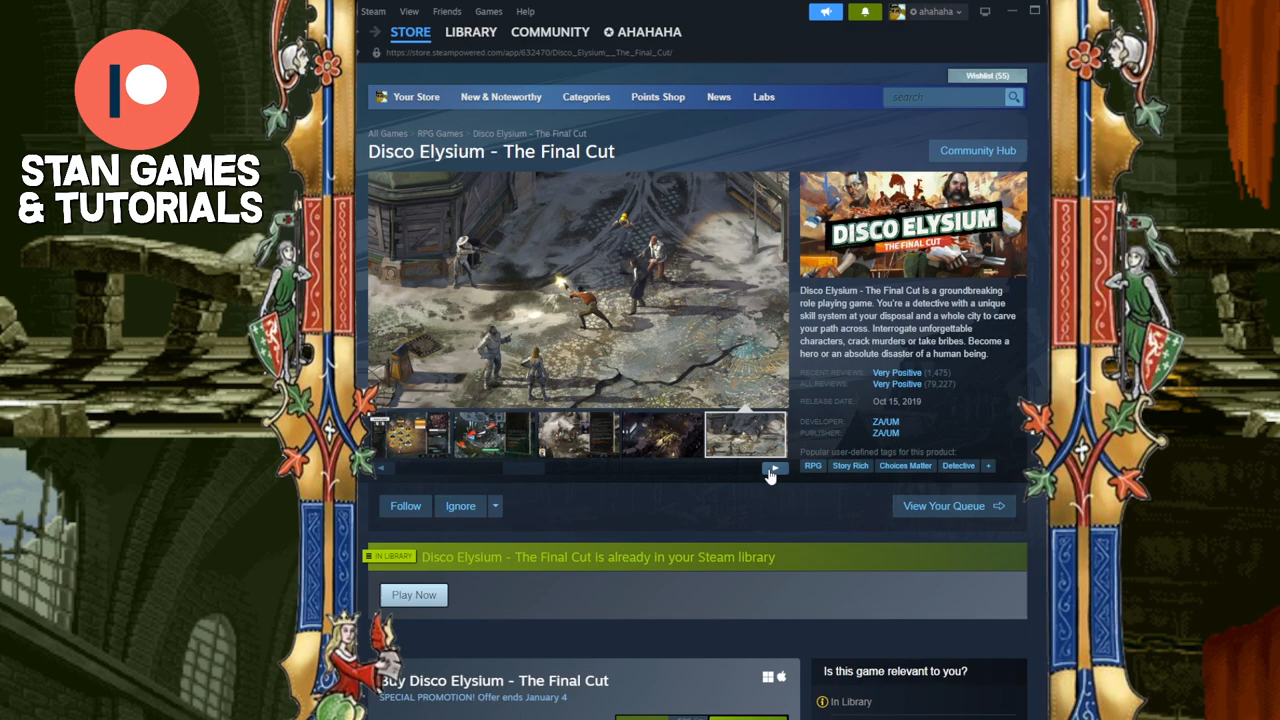 Steam View Friends Games Help
ahahaha
STORE LIBRARY COMMUNITY AHAHAHA
https://store.steampowered.com/app/632470/Disco_Elysium__The_Final_Cut/
Wishlist (55)
Your Store New & Noteworthy Categories Points Shop News Labs
search
All Games > RPG Games > Disco Elysium - The Final Cut
Disco Elysium - The Final Cut
Community Hub
STAN GAMES
& TUTORIALS
DISCO ELYSIUM
THE FINAL CUT
Disco Elysium - The Final Cut is a groundbreaking
role playing game. You're a detective with a unique
skill system at your disposal and a whole city to carve
your path across. Interrogate unforgettable
characters, crack murders or take bribes. Become a
hero or an absolute disaster of a human being.
RECENT REVIEWS: Very Positive (1,475)
ALL REVIEWS: Very Positive (79,227)
RELEASE DATE: Oct 15, 2019
DEVELOPER: ZA/UM
PUBLISHER: ZA/UM
Popular user-defined tags for this product:
RPG Story Rich Choices Matter Detective +
Follow Ignore
View Your Queue
IN LIBRARY
Disco Elysium - The Final Cut is already in your Steam library
Play Now
Buy Disco Elysium - The Final Cut
SPECIAL PROMOTION! Offer ends January 4
Is this game relevant to you?
In Library